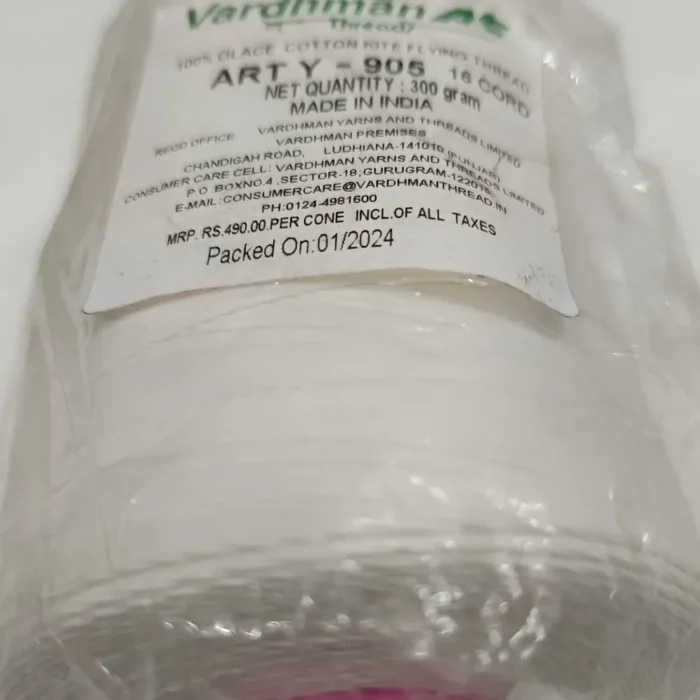 Vardhman
Threads
100% GLACE COTTON KITE FLYING THREAD
ART Y - 905 16 CORD
NET QUANTITY : 300 gram
MADE IN INDIA
REGD OFFICE VARDHMAN YARNS AND THREADS LIMITED
VARDHMAN PREMISES
CHANDIGAH ROAD, LUDHIANA-141010 (PUNJAB)
CONSUMER CARE CELL: VARDHMAN YARNS AND THREADS LIMITED
P O BOXNO.4 ,SECTOR-18;GURUGRAM-122015
E-MAIL:CONSUMERCARE@VARDHMANTHREAD.IN
PH:0124-4981600
MRP. RS.490.00.PER CONE INCL.OF ALL TAXES
Packed On:01/2024